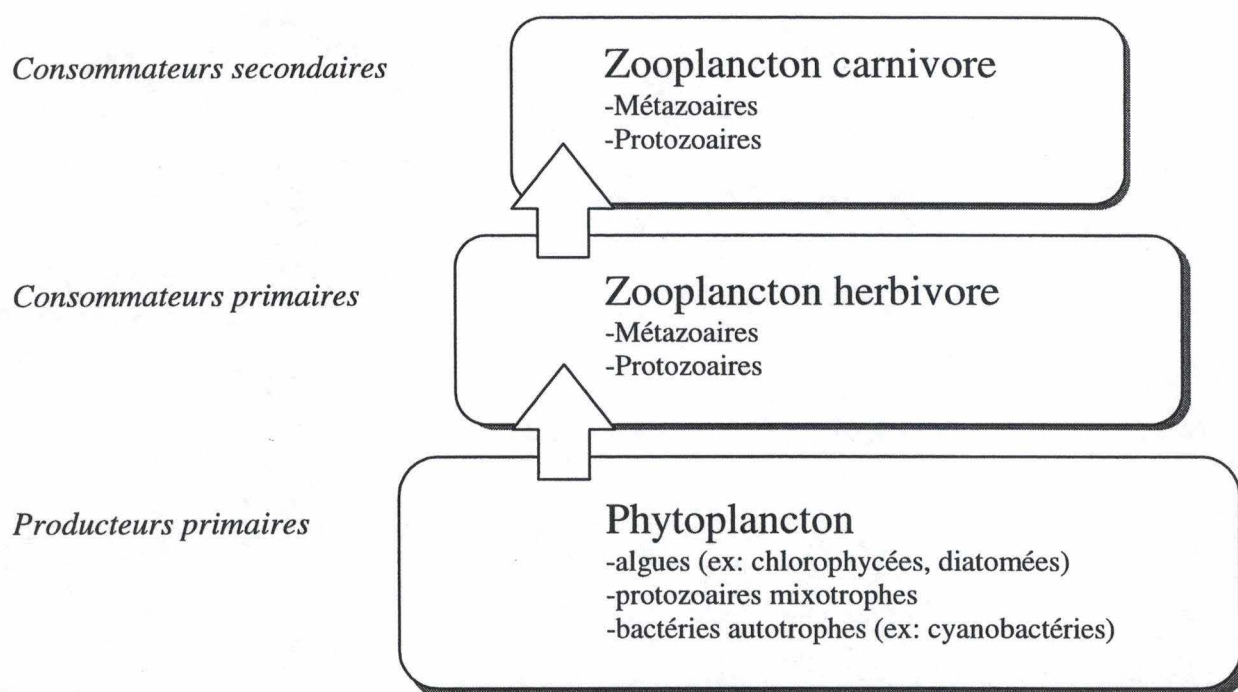 Consommateurs secondaires
Zooplancton carnivore
-Métazoaires
-Protozoaires
Consommateurs primaires
Zooplancton herbivore
-Métazoaires
-Protozoaires
Producteurs primaires
Phytoplancton
-algues (ex: chlorophycées, diatomées)
-protozoaires mixotrophes
-bactéries autotrophes (ex: cyanobactéries)